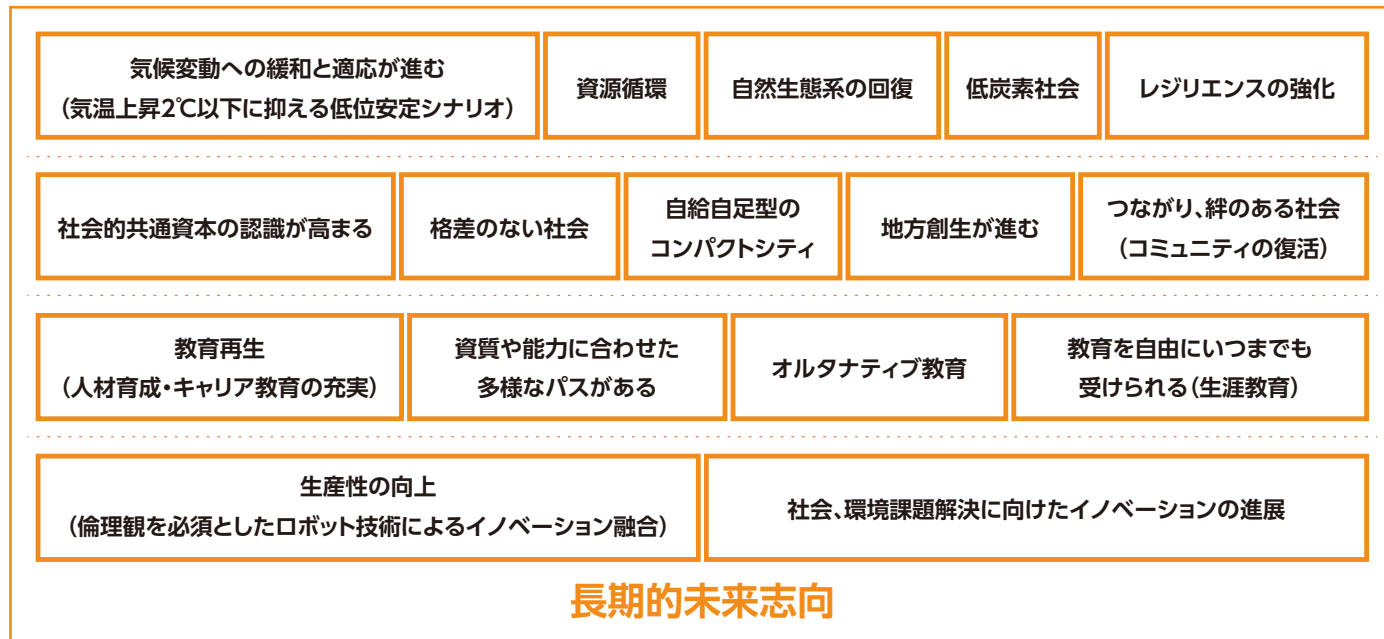 気候変動への緩和と適応が進む
（気温上昇2℃以下に抑える低位安定シナリオ）
資源循環
自然生態系の回復
低炭素社会
レジリエンスの強化
社会的共通資本の認識が高まる
格差のない社会
自給自足型の
コンパクトシティ
地方創生が進む
つながり、絆のある社会
（コミュニティの復活）
教育再生
（人材育成・キャリア教育の充実）
資質や能力に合わせた
多様なパスがある
オルタナティブ教育
教育を自由にいつまでも
受けられる（生涯教育）
生産性の向上
（倫理観を必須としたロボット技術によるイノベーション融合）
社会、環境課題解決に向けたイノベーションの進展
長期的未来志向